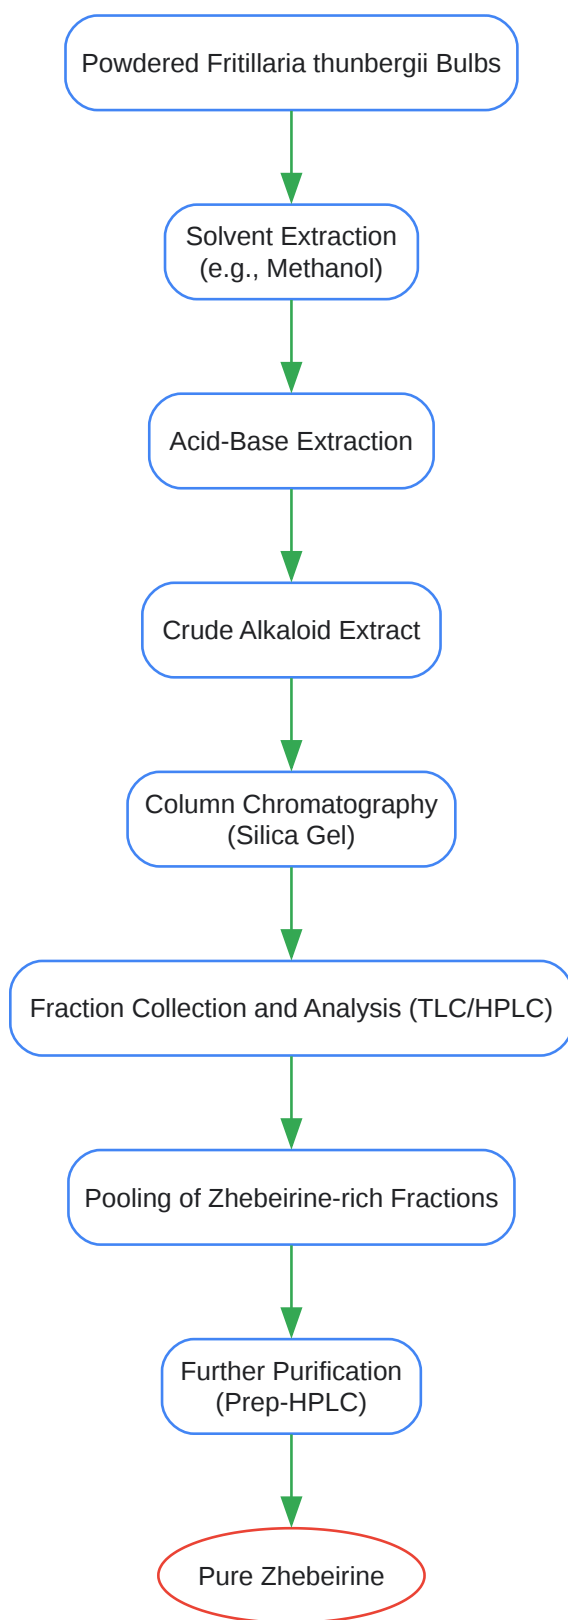 Powdered Fritillaria thunbergii Bulbs
Solvent Extraction
(e.g., Methanol)
Acid-Base Extraction
Crude Alkaloid Extract
Column Chromatography
(Silica Gel)
Fraction Collection and Analysis (TLC/HPLC)
Pooling of Zhebeirine-rich Fractions
Further Purification
(Prep-HPLC)
Pure Zhebeirine